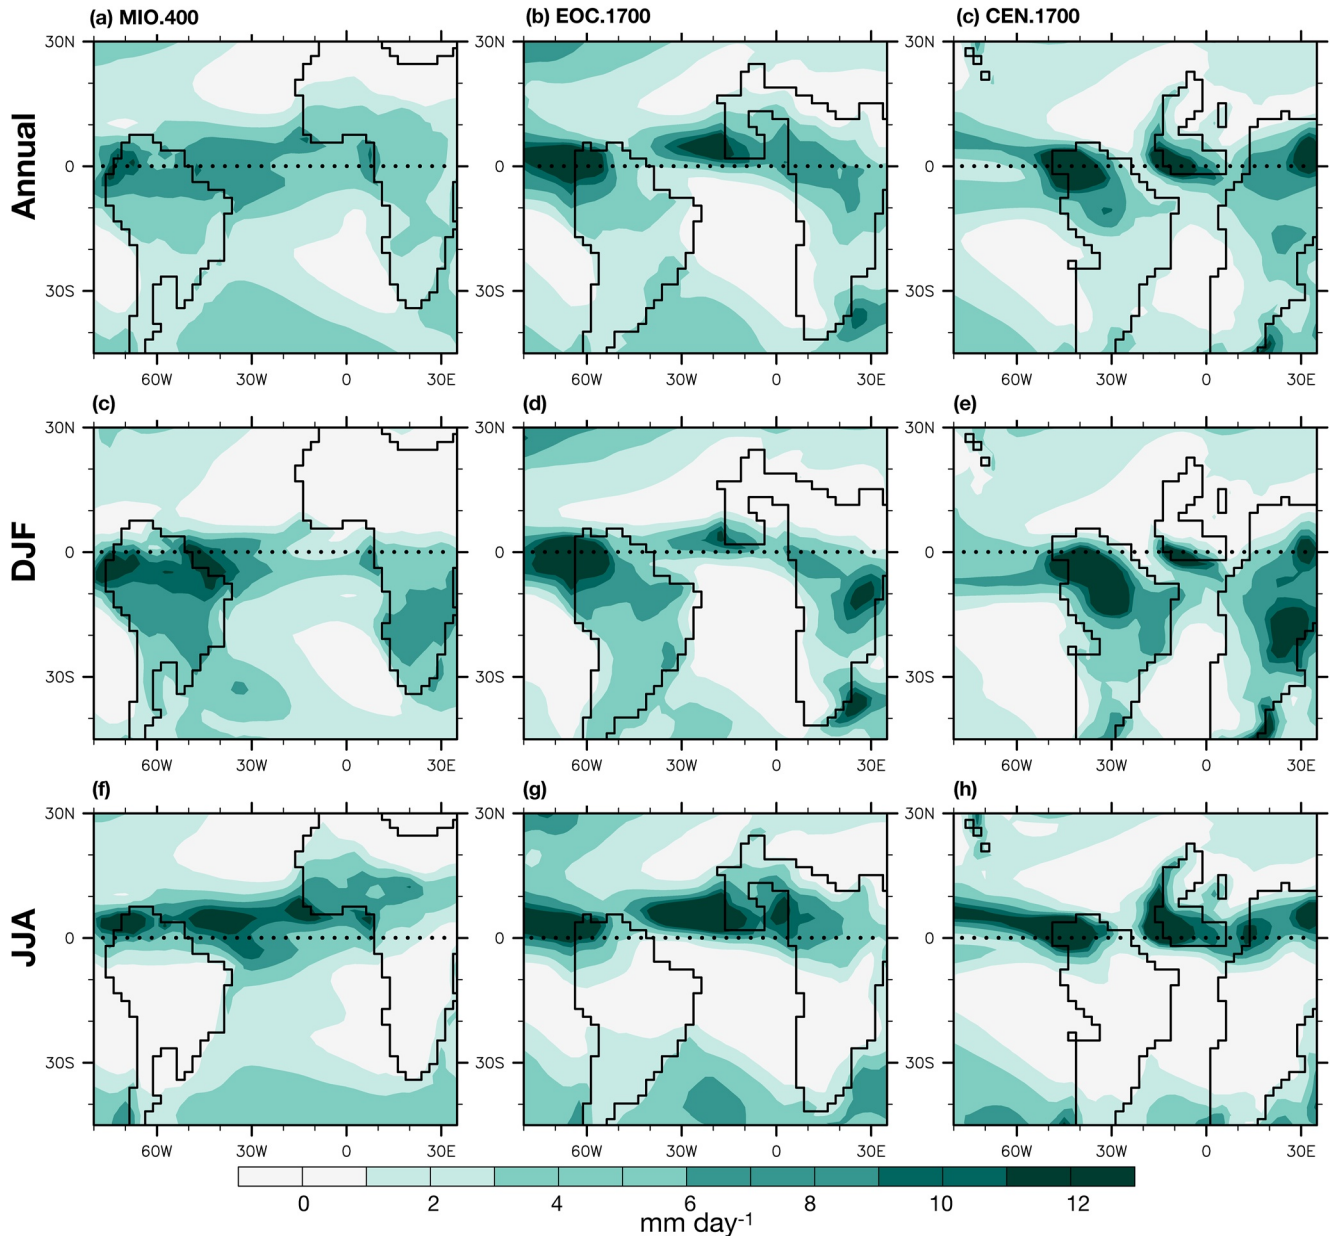 (a) MIO.400 (b) EOC.1700 (c) CEN.1700
Annual
30N 30N 30N
0 0 0
30S 30S 30S
60W 30W 0 30E 60W 30W 0 30E 60W 30W 0 30E
(c) (d) (e)
DJF
30N 30N 30N
0 0 0
30S 30S 30S
60W 30W 0 30E 60W 30W 0 30E 60W 30W 0 30E
(f) (g) (h)
JJA
30N 30N 30N
0 0 0
30S 30S 30S
60W 30W 0 30E 60W 30W 0 30E 60W 30W 0 30E
0 2 4 6 8 10 12
mm day-1